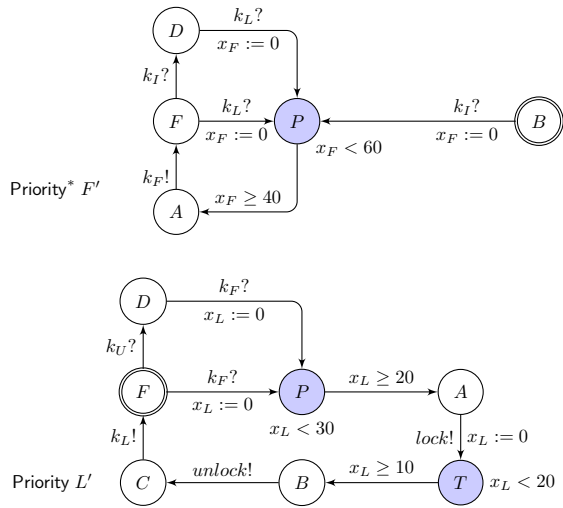 k_L?
D
x_F := 0
k_I?
k_L?
k_I?
F
P
B
x_F := 0
x_F := 0
x_F < 60
k_F!
Priority* F′
x_F ≥ 40
A
k_F?
D
x_L := 0
k_U?
k_F?
x_L ≥ 20
F
P
A
x_L := 0
x_L < 30
k_L!
lock!
x_L := 0
unlock!
x_L ≥ 10
Priority L′
C
B
T
x_L < 20